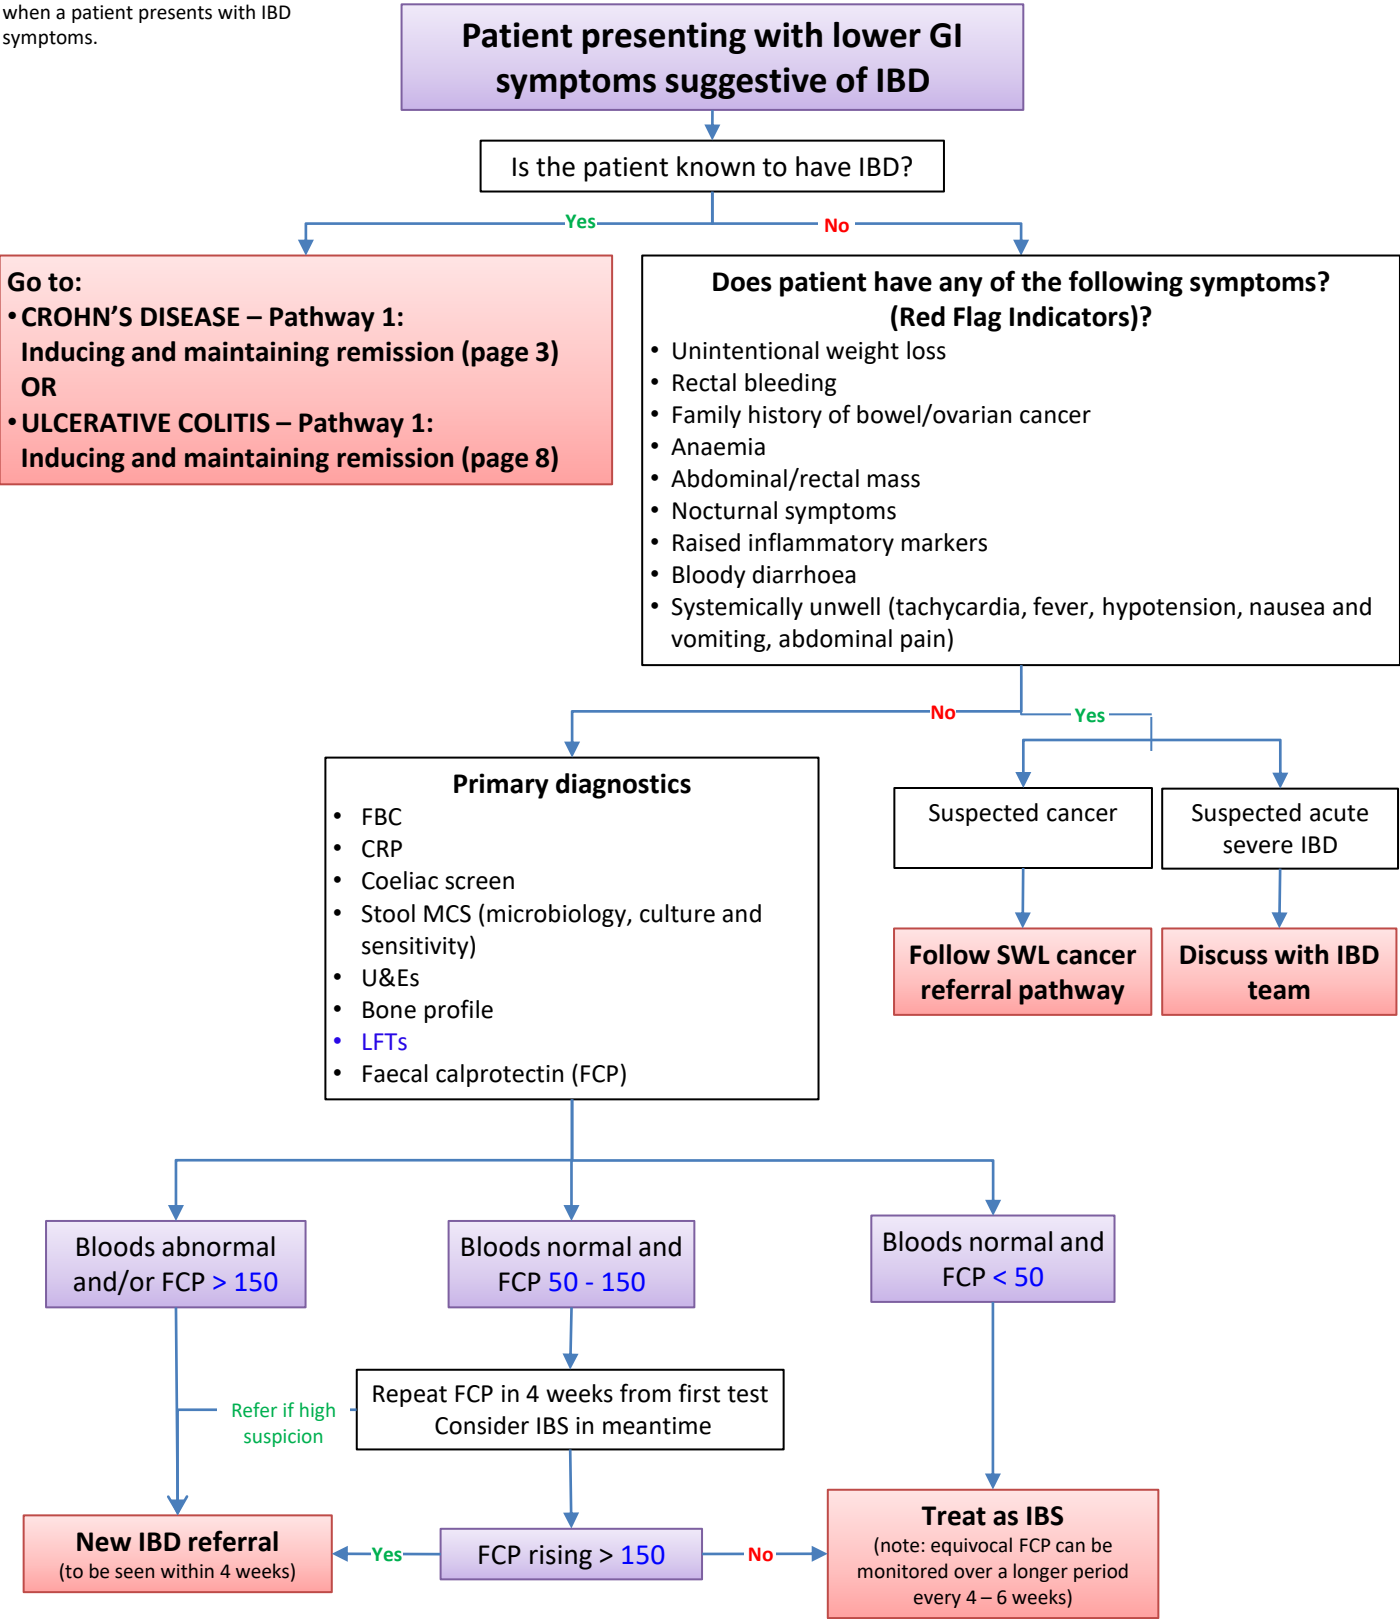 when a patient presents with IBD
symptoms.
Patient presenting with lower GI
symptoms suggestive of IBD
Is the patient known to have IBD?
Yes
No
Go to:
• CROHN’S DISEASE – Pathway 1:
Inducing and maintaining remission (page 3)
OR
• ULCERATIVE COLITIS – Pathway 1:
Inducing and maintaining remission (page 8)
Does patient have any of the following symptoms?
(Red Flag Indicators)?
• Unintentional weight loss
• Rectal bleeding
• Family history of bowel/ovarian cancer
• Anaemia
• Abdominal/rectal mass
• Nocturnal symptoms
• Raised inflammatory markers
• Bloody diarrhoea
• Systemically unwell (tachycardia, fever, hypotension, nausea and
vomiting, abdominal pain)
No
Yes
Primary diagnostics
• FBC
• CRP
• Coeliac screen
• Stool MCS (microbiology, culture and
sensitivity)
• U&Es
• Bone profile
• LFTs
• Faecal calprotectin (FCP)
Suspected cancer
Suspected acute
severe IBD
Follow SWL cancer
referral pathway
Discuss with IBD
team
Bloods abnormal
and/or FCP > 150
Bloods normal and
FCP 50 - 150
Bloods normal and
FCP < 50
Repeat FCP in 4 weeks from first test
Consider IBS in meantime
Refer if high
suspicion
New IBD referral
(to be seen within 4 weeks)
Yes
FCP rising > 150
No
Treat as IBS
(note: equivocal FCP can be
monitored over a longer period
every 4 – 6 weeks)